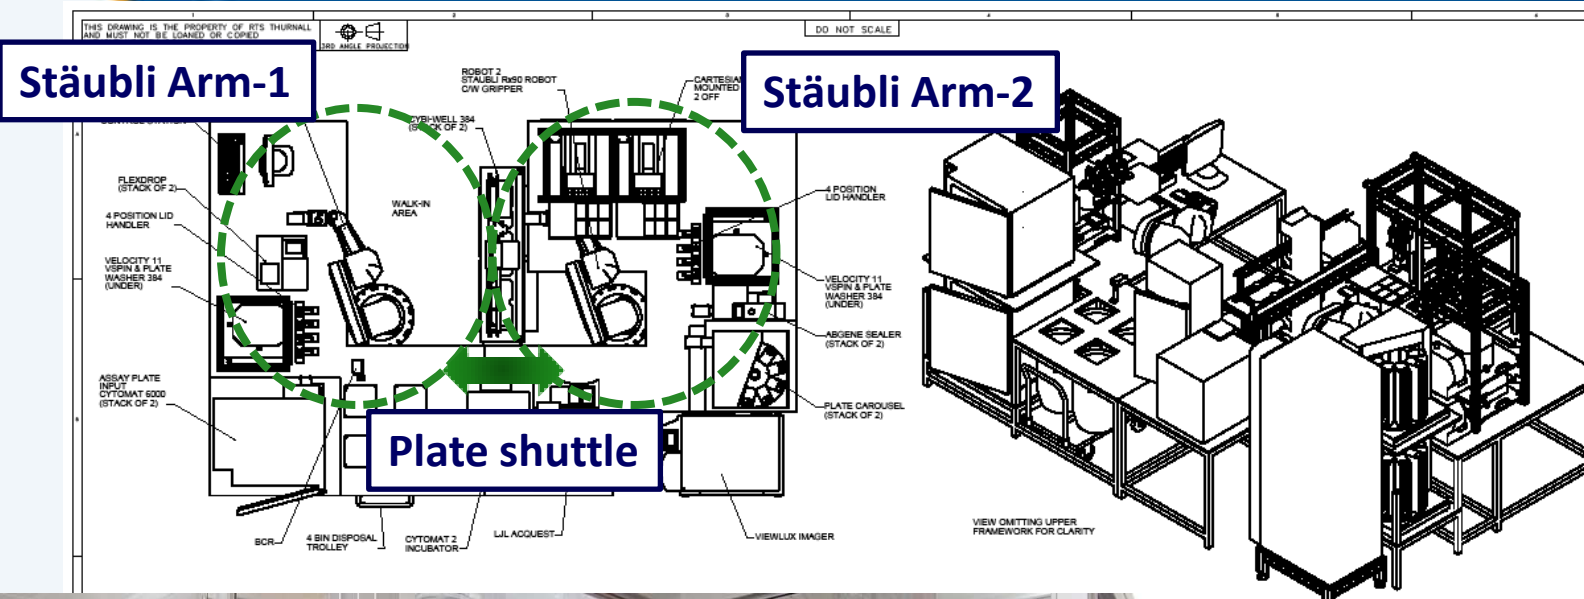 THIS DRAWING IS THE PROPERTY OF RTS THURNALL
AND MUST NOT BE LOANED OR COPIED
3RD ANGLE PROJECTION
DO NOT SCALE
Stäubli Arm-1
ROBOT 2
STAUBLI Rx90 ROBOT
C/W GRIPPER
CARTESIAN
MOUNTED
2 OFF
Stäubli Arm-2
CYBI-WELL 384
(STACK OF 2)
FLEXDROP
(STACK OF 2)
WALK-IN
AREA
4 POSITION
LID HANDLER
4 POSITION LID
HANDLER
VELOCITY 11
VSPIN & PLATE
WASHER 384
(UNDER)
VELOCITY 11
VSPIN & PLATE
WASHER 384
(UNDER)
ABGENE SEALER
(STACK OF 2)
ASSAY PLATE
INPUT
CYTOMAT 6000
(STACK OF 2)
PLATE CAROUSEL
(STACK OF 2)
Plate shuttle
BCR
4 BIN DISPOSAL
TROLLEY
CYTOMAT 2
INCUBATOR
LJL ACQUEST
VIEWLUX IMAGER
VIEW OMITTING UPPER
FRAMEWORK FOR CLARITY